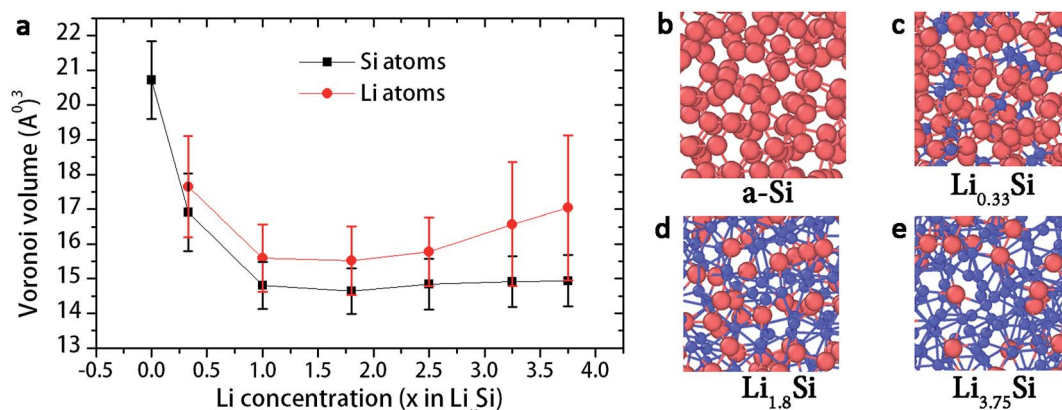 a
22
21
20
19
18
17
16
15
14
13
Voronoi volume (A⁰)³
Si atoms
Li atoms
-0.5 0.0 0.5 1.0 1.5 2.0 2.5 3.0 3.5 4.0
Li concentration (x in LiₓSi)
b
a-Si
c
Li₀.₃₃Si
d
Li₁.₈Si
e
Li₃.₇₅Si